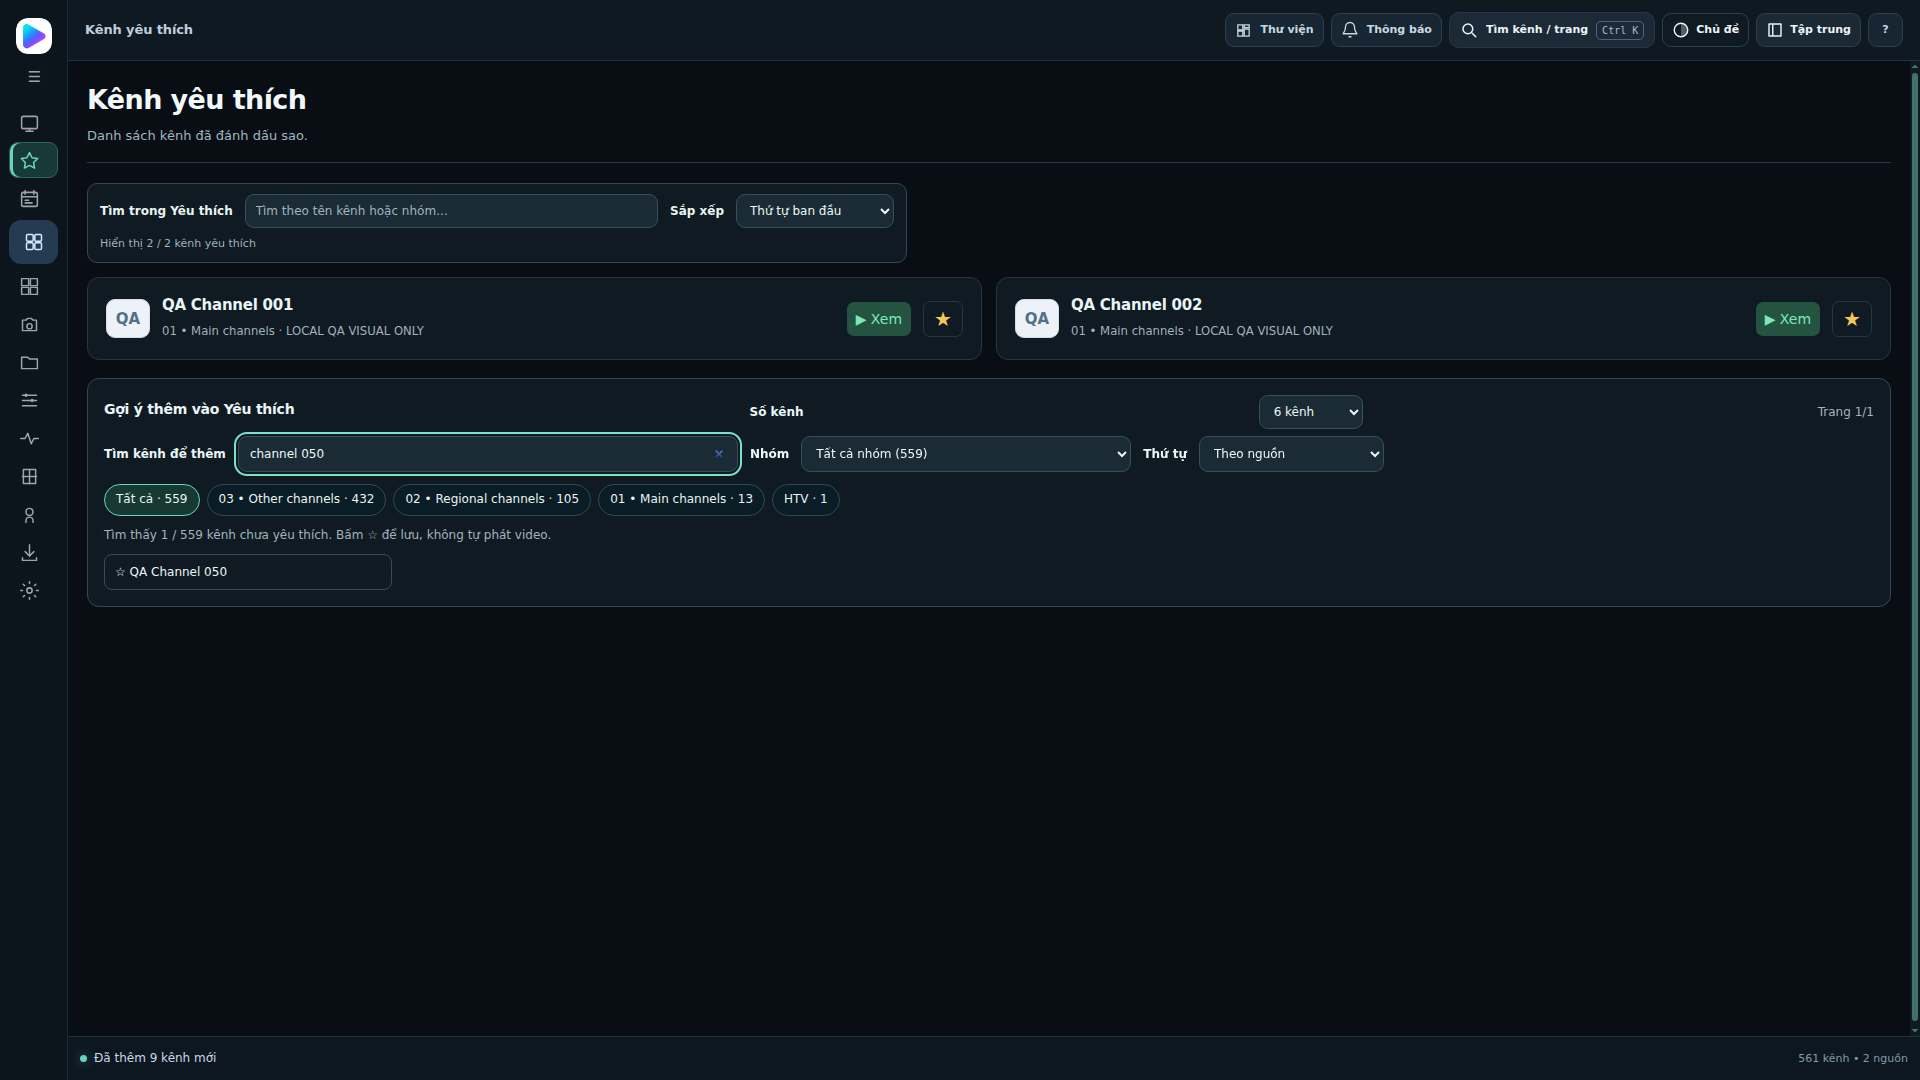 Kênh yêu thích
Thư viện
Thông báo
Tìm kênh / trang Ctrl K
Chủ đề
Tập trung
?
Kênh yêu thích
Danh sách kênh đã đánh dấu sao.
Tìm trong Yêu thích
Tìm theo tên kênh hoặc nhóm...
Sắp xếp
Thứ tự ban đầu
Hiển thị 2 / 2 kênh yêu thích
QA
QA Channel 001
01 • Main channels · LOCAL QA VISUAL ONLY
▶ Xem
★
QA
QA Channel 002
01 • Main channels · LOCAL QA VISUAL ONLY
▶ Xem
★
Gợi ý thêm vào Yêu thích
Số kênh
6 kênh
Trang 1/1
Tìm kênh để thêm
channel 050
Nhóm
Tất cả nhóm (559)
Thứ tự
Theo nguồn
Tất cả · 559
03 • Other channels · 432
02 • Regional channels · 105
01 • Main channels · 13
HTV · 1
Tìm thấy 1 / 559 kênh chưa yêu thích. Bấm ☆ để lưu, không tự phát video.
☆ QA Channel 050
Đã thêm 9 kênh mới
561 kênh • 2 nguồn